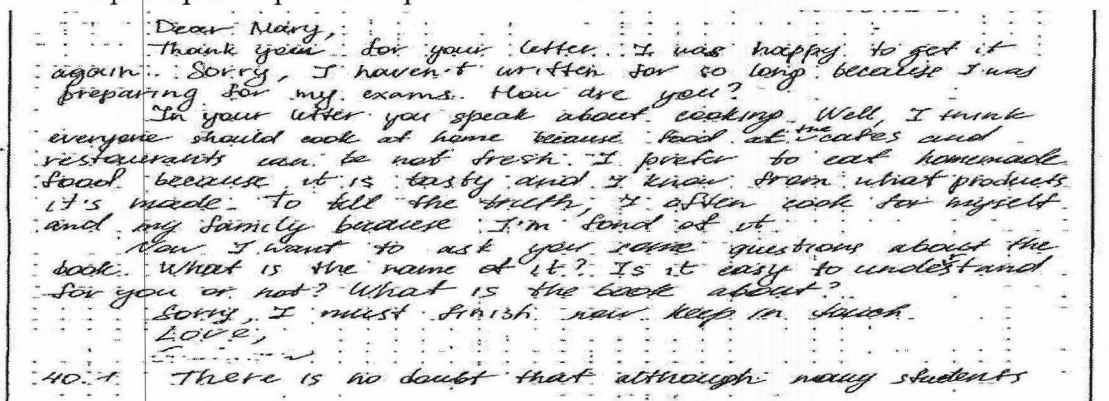 Dear Mary,
Thank you for your letter. I was happy to get it
again. Sorry, I haven't written for so long because I was
preparing for my exams. How are you?
In your letter you speak about cooking. Well, I think
everyone should cook at home because food at the cafes and
restaurants can be not fresh. I prefer to eat homemade
food because it is tasty and I know from what products
it's made. To tell the truth, I often cook for myself
and my family because I'm fond of it.
Now I want to ask you some questions about the
book. What is the name of it? Is it easy to understand
for you or not? What is the book about?
Sorry, I must finish now. Keep in touch.
Love,
40.1 There is no doubt that although many students